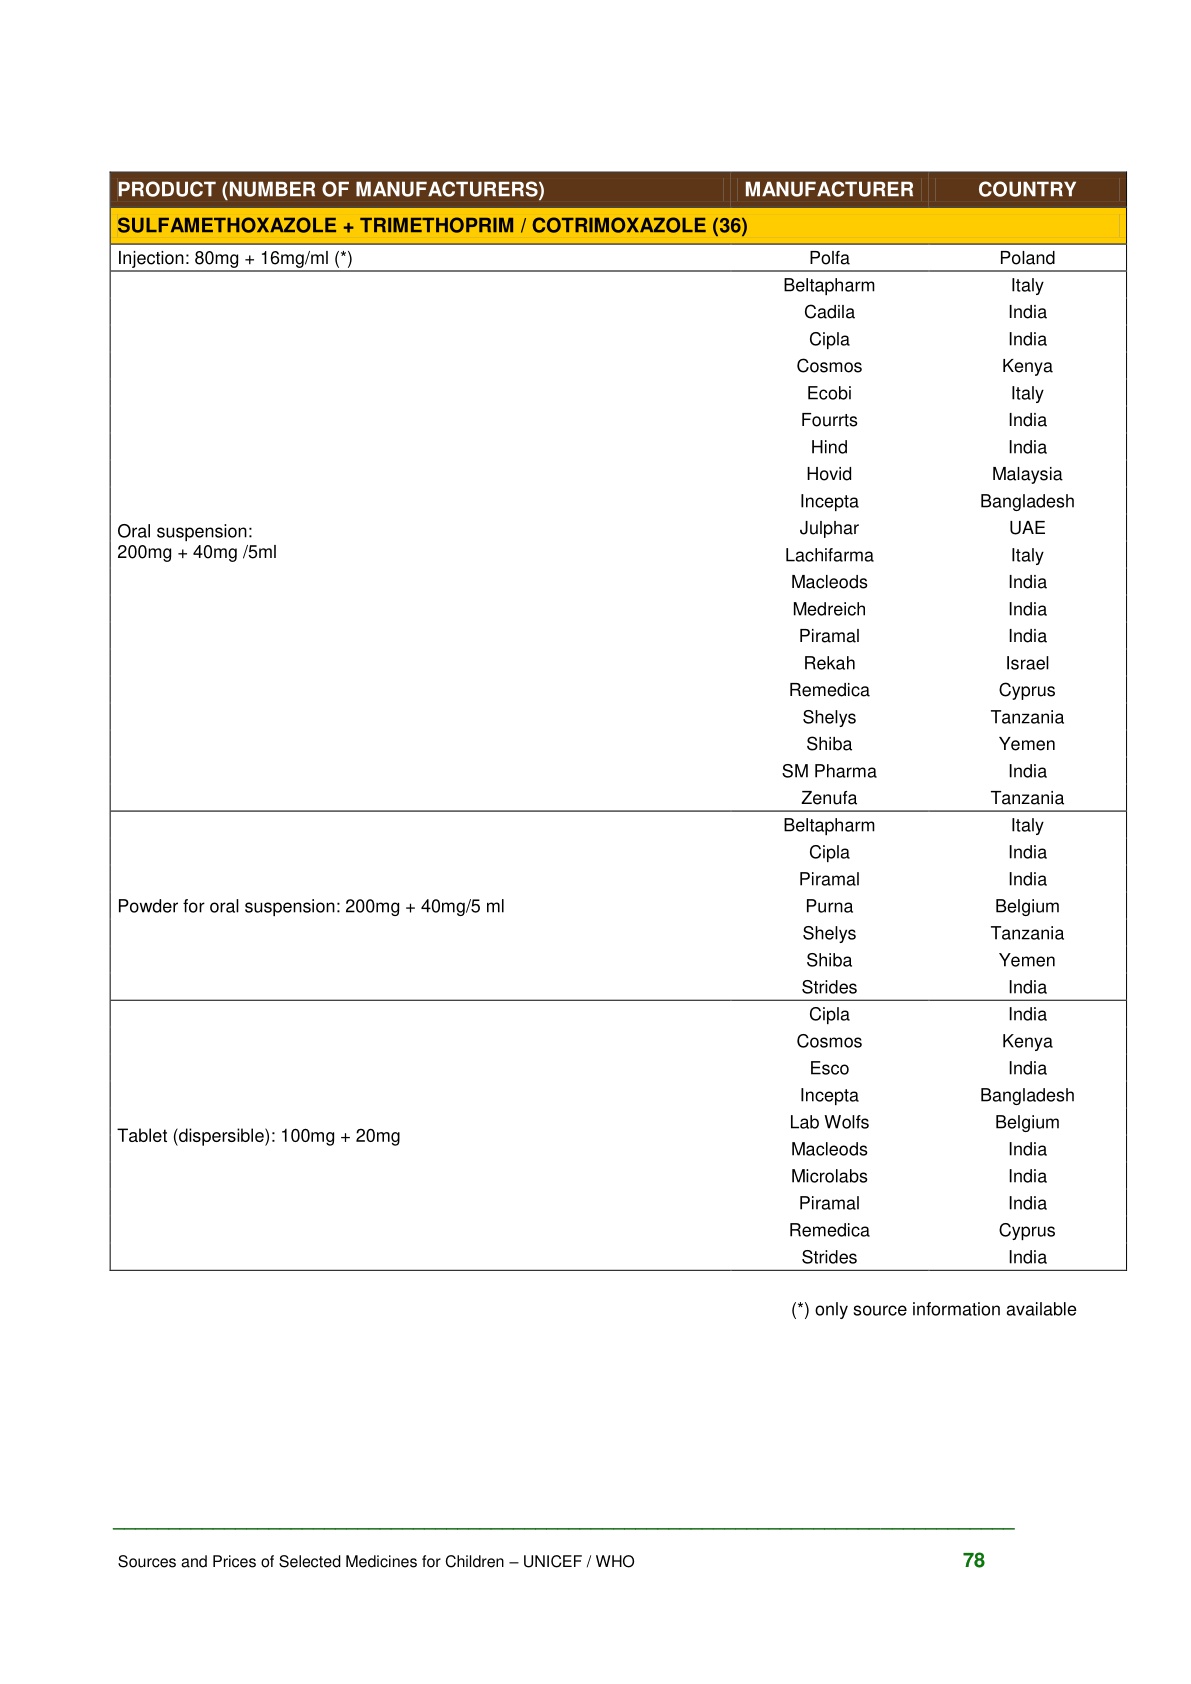 PRODUCT (NUMBER OF MANUFACTURERS) MANUFACTURER COUNTRY
SULFAMETHOXAZOLE + TRIMETHOPRIM / COTRIMOXAZOLE (36)
Injection: 80mg + 16mg/ml (*) Polfa Poland
Oral suspension:
200mg + 40mg /5ml
Beltapharm Italy
Cadila India
Cipla India
Cosmos Kenya
Ecobi Italy
Fourrts India
Hind India
Hovid Malaysia
Incepta Bangladesh
Julphar UAE
Lachifarma Italy
Macleods India
Medreich India
Piramal India
Rekah Israel
Remedica Cyprus
Shelys Tanzania
Shiba Yemen
SM Pharma India
Zenufa Tanzania
Powder for oral suspension: 200mg + 40mg/5 ml
Beltapharm Italy
Cipla India
Piramal India
Purna Belgium
Shelys Tanzania
Shiba Yemen
Strides India
Tablet (dispersible): 100mg + 20mg
Cipla India
Cosmos Kenya
Esco India
Incepta Bangladesh
Lab Wolfs Belgium
Macleods India
Microlabs India
Piramal India
Remedica Cyprus
Strides India
(*) only source information available
Sources and Prices of Selected Medicines for Children – UNICEF / WHO 78